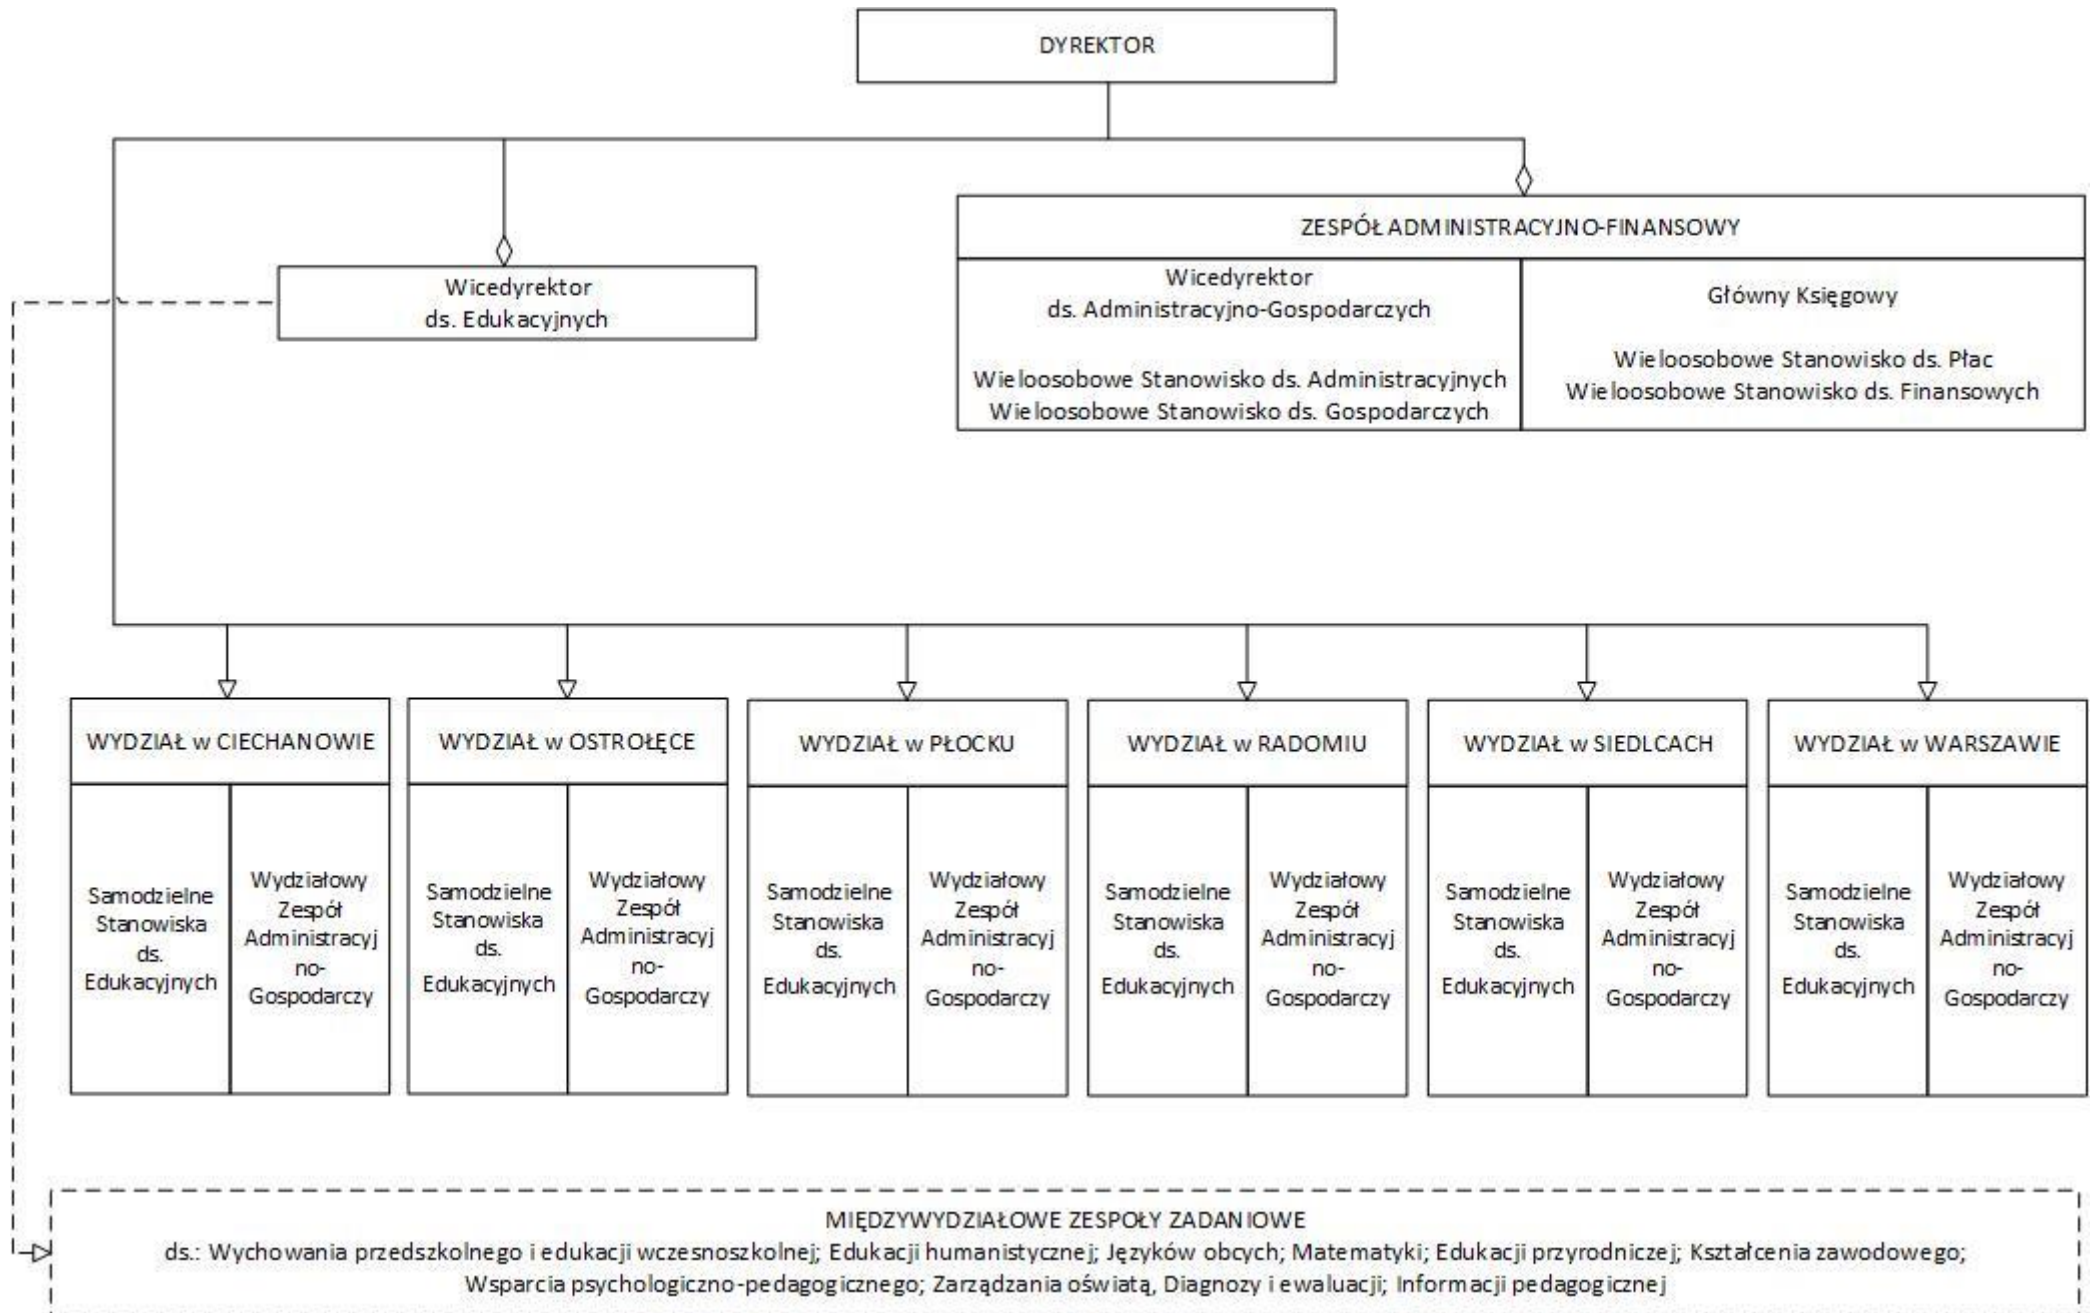 DYREKTOR
ZESPÓŁ ADMINISTRACYJNO-FINANSOWY
Wicedyrektor
ds. Edukacyjnych
Wicedyrektor
ds. Administracyjno-Gospodarczych
Wieloosobowe Stanowisko ds. Administracyjnych
Wieloosobowe Stanowisko ds. Gospodarczych
Główny Księgowy
Wieloosobowe Stanowisko ds. Płac
Wieloosobowe Stanowisko ds. Finansowych
WYDZIAŁ w CIECHANOWIE
Samodzielne
Stanowiska
ds.
Edukacyjnych
Wydziałowy
Zespół
Administracyj
no-
Gospodarczy
WYDZIAŁ w OSTROŁĘCE
Samodzielne
Stanowiska
ds.
Edukacyjnych
Wydziałowy
Zespół
Administracyj
no-
Gospodarczy
WYDZIAŁ w PŁOCKU
Samodzielne
Stanowiska
ds.
Edukacyjnych
Wydziałowy
Zespół
Administracyj
no-
Gospodarczy
WYDZIAŁ w RADOMIU
Samodzielne
Stanowiska
ds.
Edukacyjnych
Wydziałowy
Zespół
Administracyj
no-
Gospodarczy
WYDZIAŁ w SIEDLCACH
Samodzielne
Stanowiska
ds.
Edukacyjnych
Wydziałowy
Zespół
Administracyj
no-
Gospodarczy
WYDZIAŁ w WARSZAWIE
Samodzielne
Stanowiska
ds.
Edukacyjnych
Wydziałowy
Zespół
Administracyj
no-
Gospodarczy
MIĘDZYWYDZIAŁOWE ZESPOŁY ZADANIOWE
ds.: Wychowania przedszkolnego i edukacji wczesnoszkolnej; Edukacji humanistycznej; Języków obcych; Matematyki; Edukacji przyrodniczej; Kształcenia zawodowego;
Wsparcia psychologiczno-pedagogicznego; Zarządzania oświatą, Diagnozy i ewaluacji; Informacji pedagogicznej